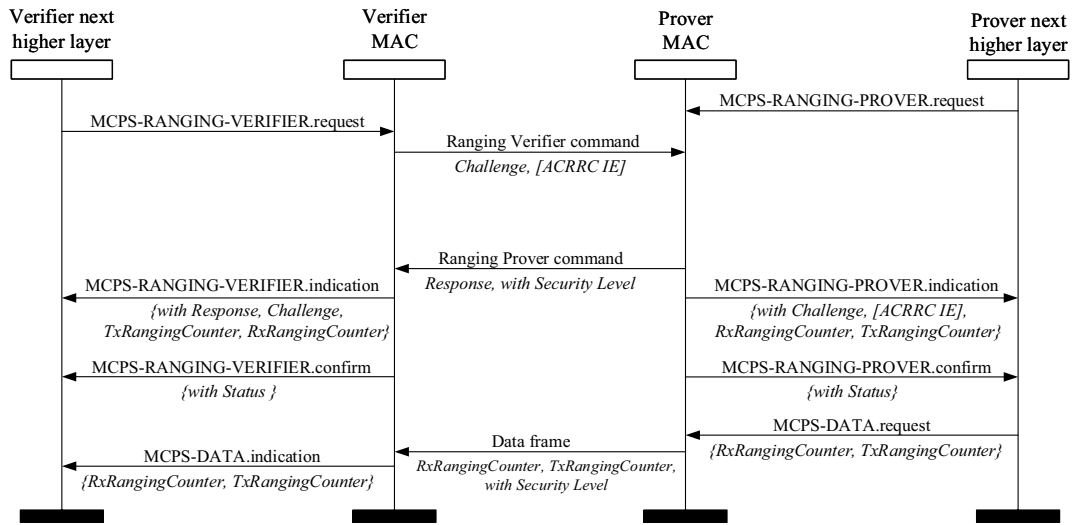 Verifier next
higher layer
Verifier
MAC
Prover
MAC
Prover next
higher layer
MCPS-RANGING-PROVER.request
MCPS-RANGING-VERIFIER.request
Ranging Verifier command
Challenge, [ACRRC IE]
Ranging Prover command
Response, with Security Level
MCPS-RANGING-VERIFIER.indication
{with Response, Challenge,
TxRangingCounter, RxRangingCounter}
MCPS-RANGING-PROVER.indication
{with Challenge, [ACRRC IE],
RxRangingCounter, TxRangingCounter}
MCPS-RANGING-VERIFIER.confirm
{with Status }
MCPS-RANGING-PROVER.confirm
{with Status}
MCPS-DATA.request
{RxRangingCounter, TxRangingCounter}
Data frame
RxRangingCounter, TxRangingCounter,
with Security Level
MCPS-DATA.indication
{RxRangingCounter, TxRangingCounter}